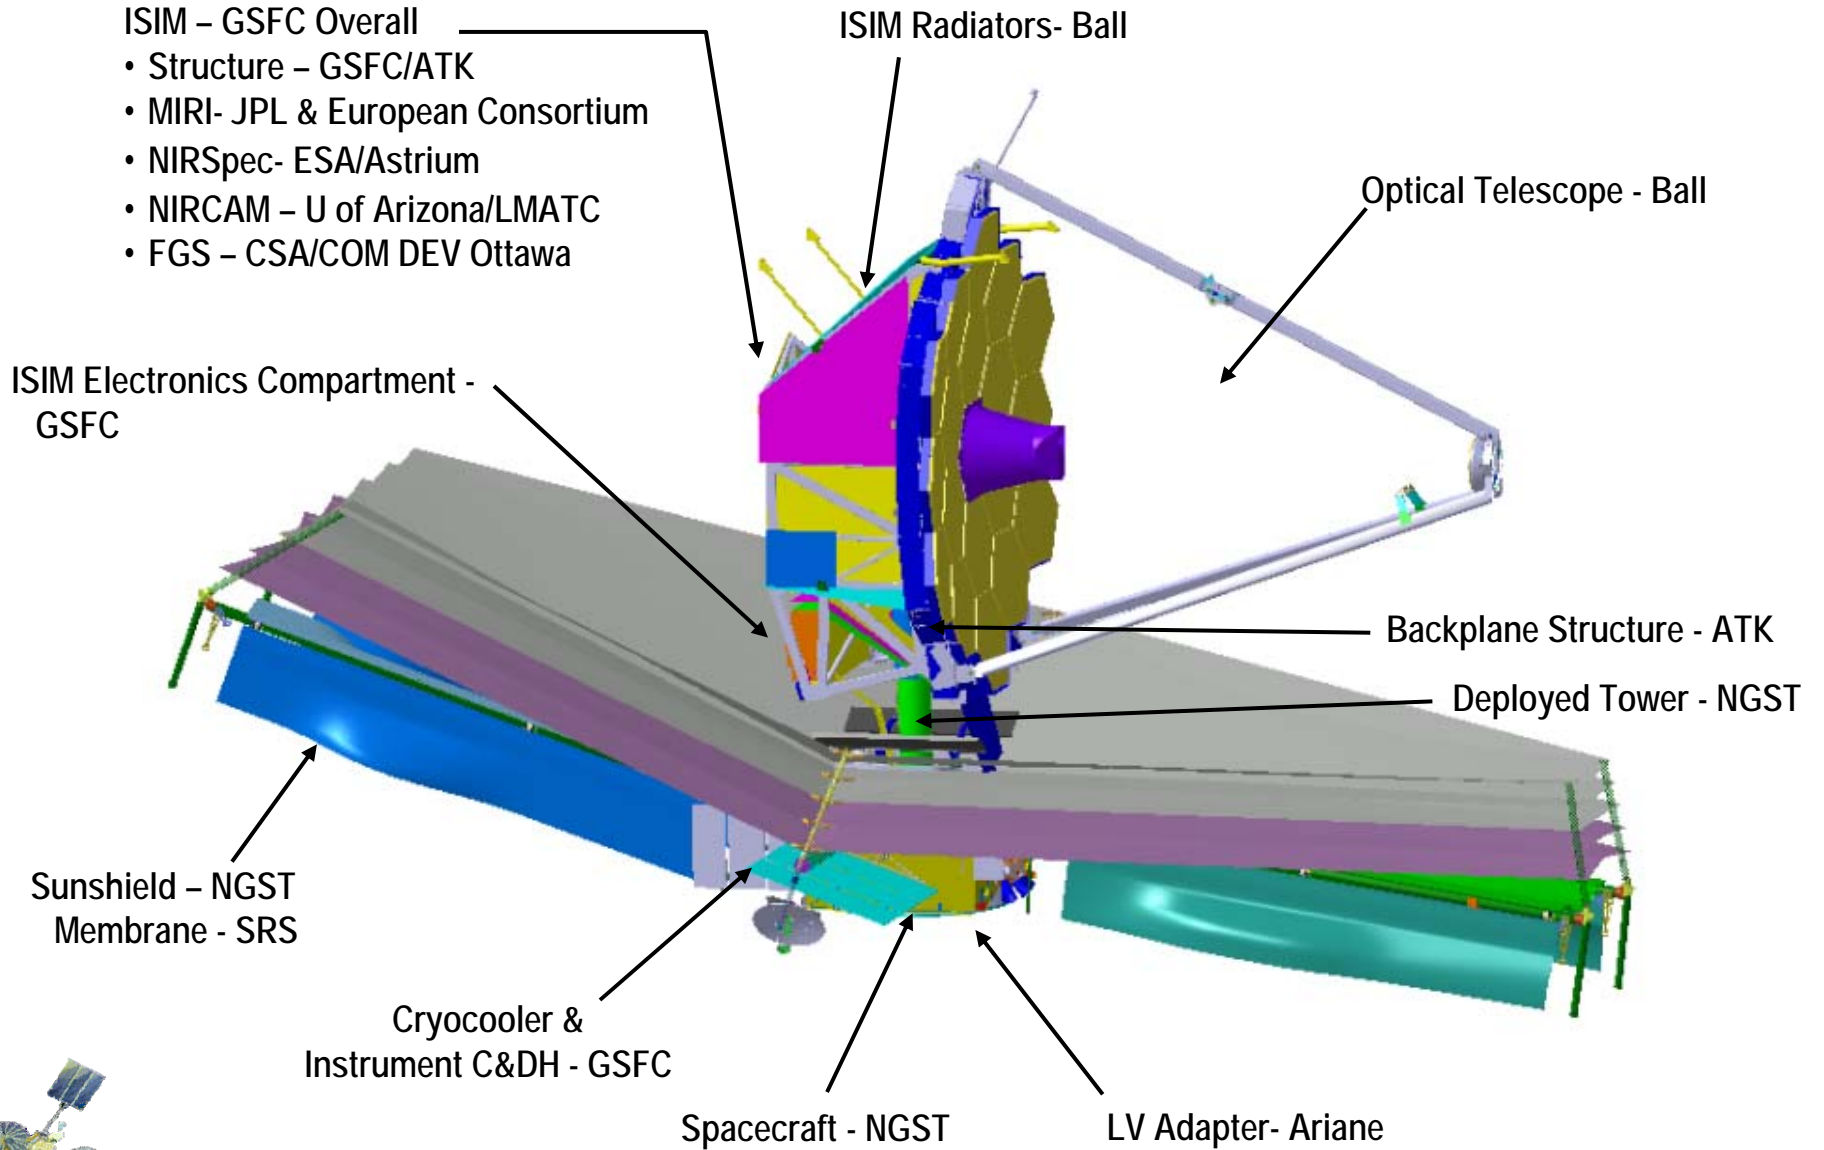 ISIM – GSFC Overall
• Structure – GSFC/ATK
• MIRI- JPL & European Consortium
• NIRSpec- ESA/Astrium
• NIRCAM – U of Arizona/LMATC
• FGS – CSA/COM DEV Ottawa
ISIM Radiators- Ball
Optical Telescope - Ball
ISIM Electronics Compartment -
GSFC
Backplane Structure - ATK
Deployed Tower - NGST
Sunshield – NGST
Membrane - SRS
Cryocooler &
Instrument C&DH - GSFC
Spacecraft - NGST
LV Adapter- Ariane